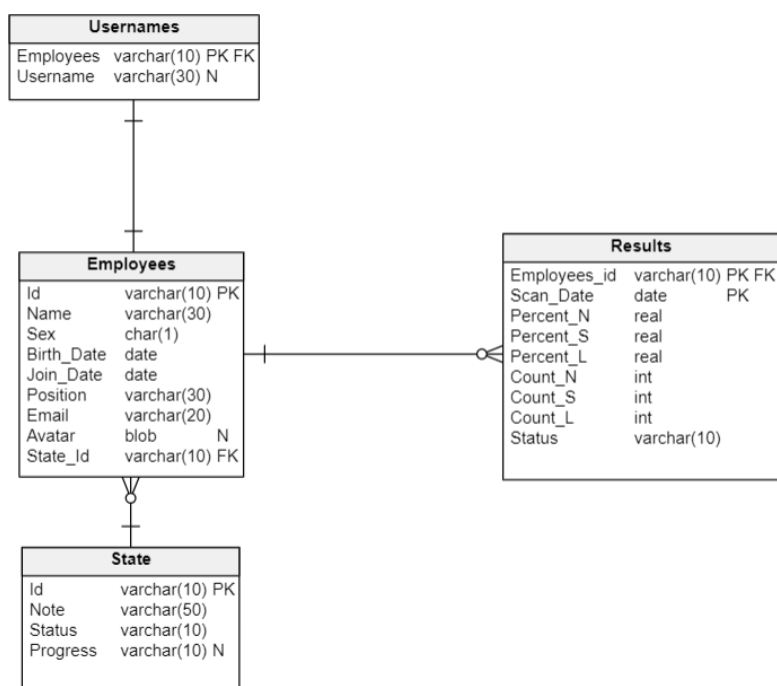 Usernames
Employees varchar(10) PK FK
Username varchar(30) N
Employees
Id varchar(10) PK
Name varchar(30)
Sex char(1)
Birth_Date date
Join_Date date
Position varchar(30)
Email varchar(20)
Avatar blob N
State_Id varchar(10) FK
Results
Employees_id varchar(10) PK FK
Scan_Date date PK
Percent_N real
Percent_S real
Percent_L real
Count_N int
Count_S int
Count_L int
Status varchar(10)
State
Id varchar(10) PK
Note varchar(50)
Status varchar(10)
Progress varchar(10) N